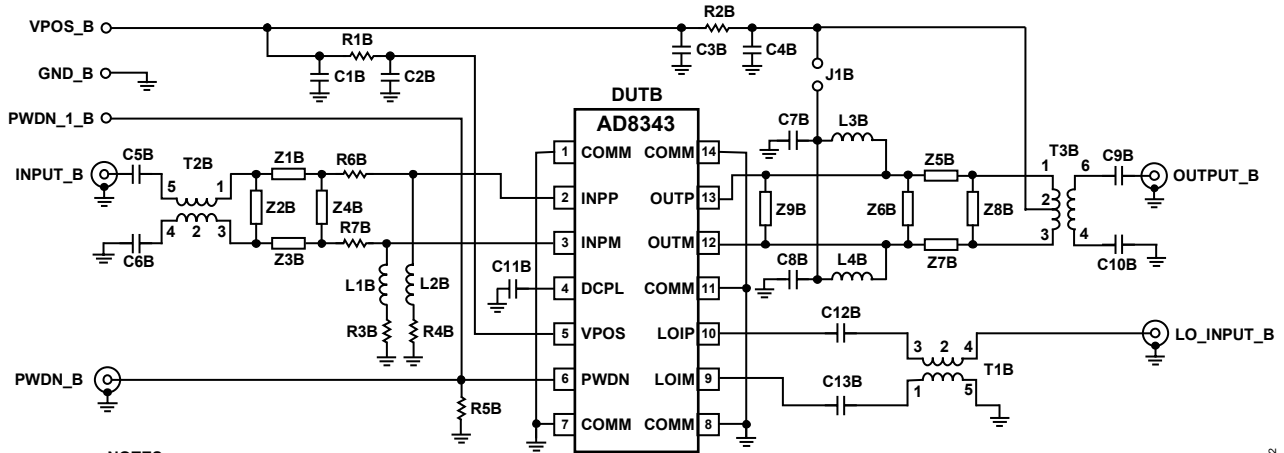 VPOS_B
R2B
C3B
C4B
R1B
C1B
C2B
GND_B
J1B
DUTB
AD8343
PWDN_1_B
C7B
L3B
1 COMM COMM 14
C5B
T2B
Z1B
R6B
Z5B
T3B
C9B
INPUT_B
5 1
1 6
OUTPUT_B
2 INPP OUTP 13
Z2B
Z4B
Z9B
Z6B
Z8B
2
4 2 3
R7B
3 INPM OUTM 12
3 4
C6B
Z3B
C8B
L4B
Z7B
C10B
C11B
L1B
L2B
4 DCPL COMM 11
C12B
R3B
R4B
5 VPOS LOIP 10
3 2 4
LO_INPUT_B
T1B
PWDN_B
6 PWDN LOIM 9
C13B
1 5
R5B
7 COMM COMM 8